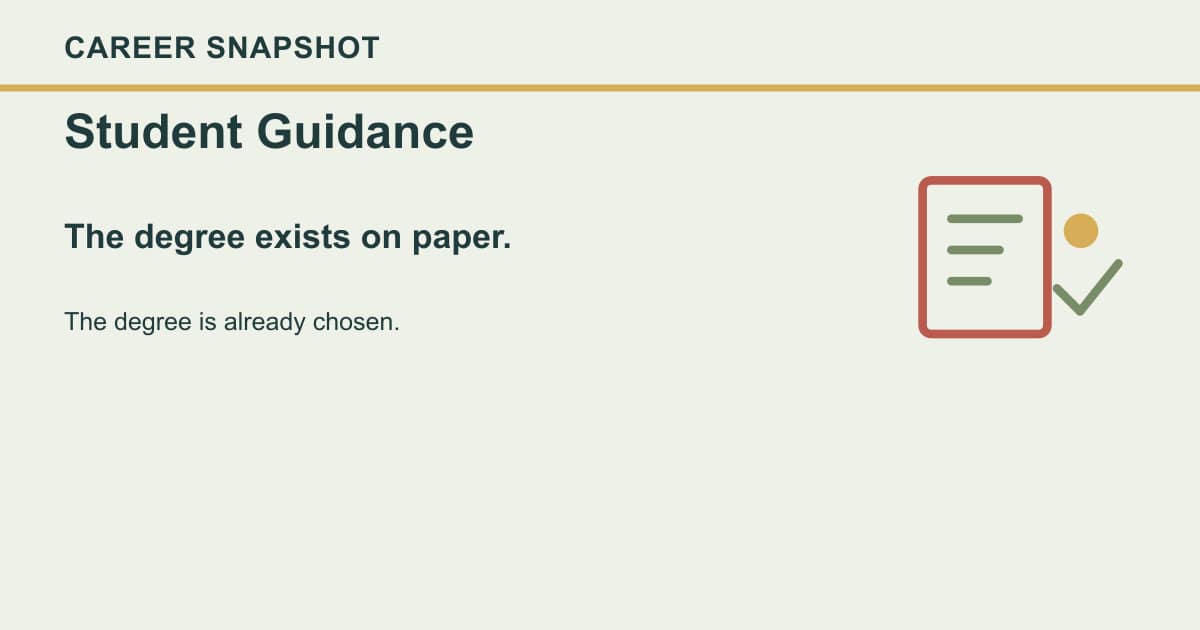 CAREER SNAPSHOT
Student Guidance
The degree exists on paper.
The degree is already chosen.